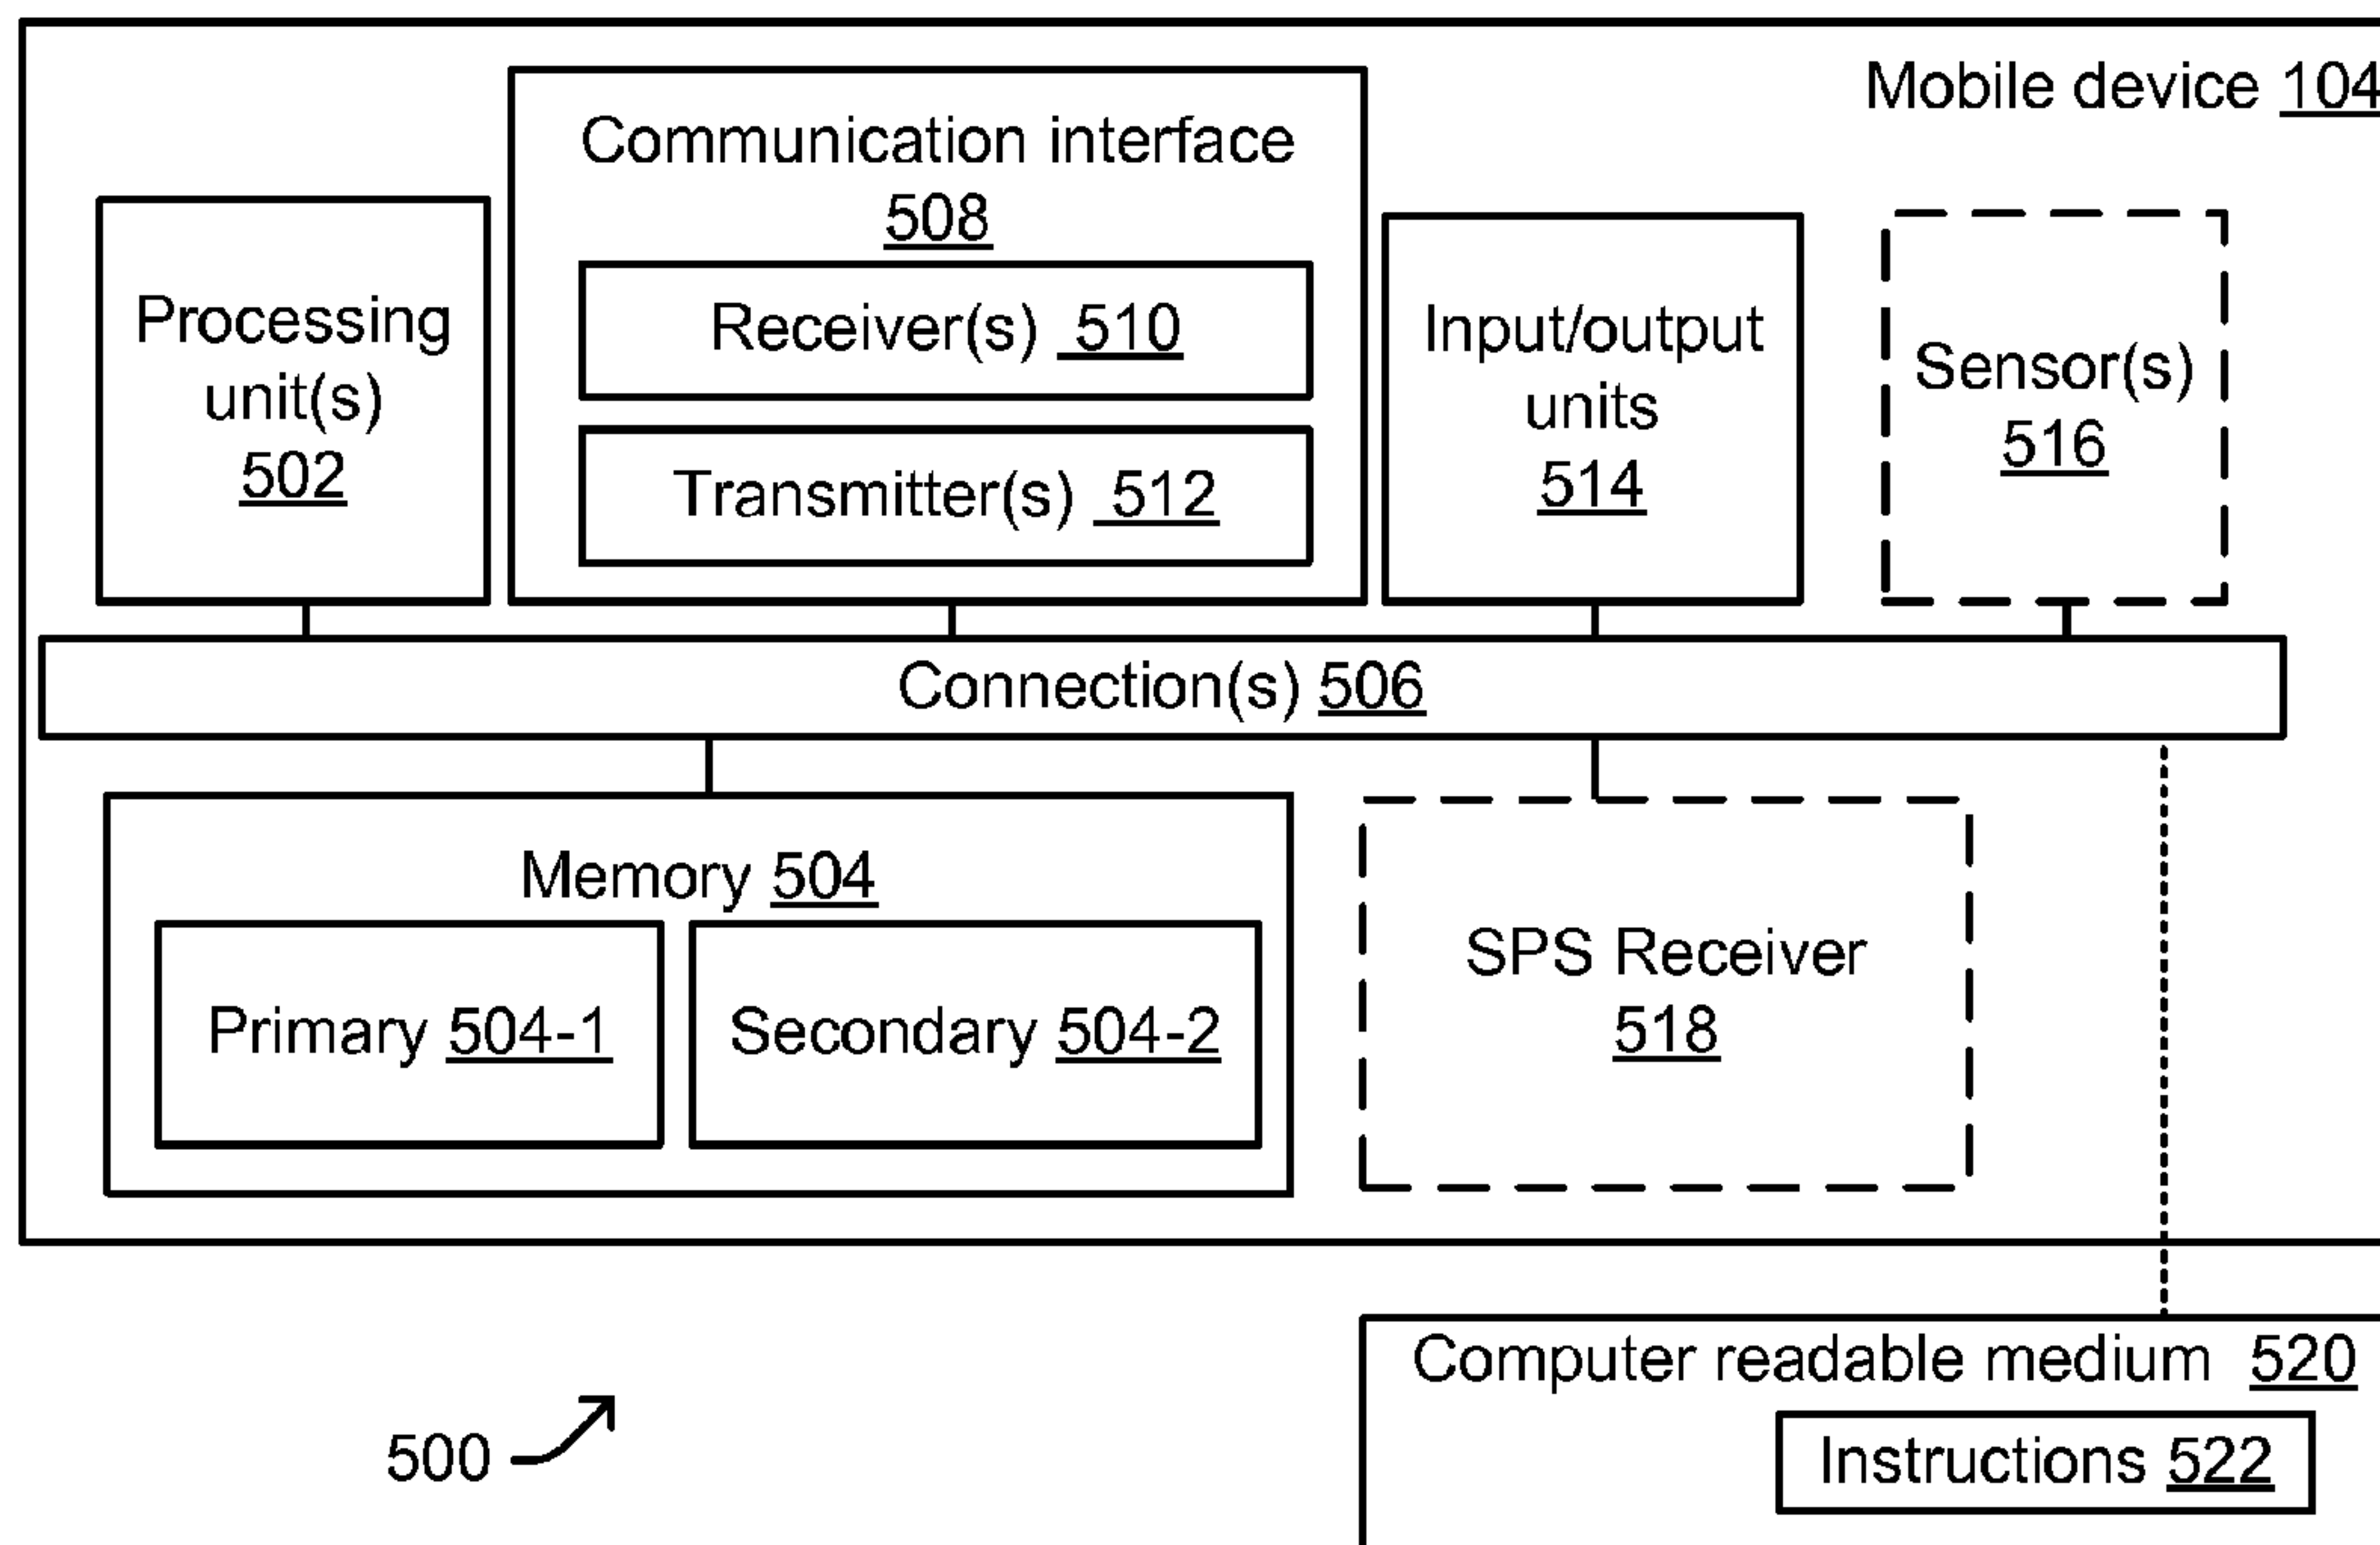 Mobile device 104
Communication interface
508
Processing
unit(s)
502
Receiver(s) 510
Transmitter(s) 512
Input/output
units
514
Sensor(s)
516
Connection(s) 506
Memory 504
Primary 504-1
Secondary 504-2
SPS Receiver
518
Computer readable medium 520
Instructions 522
500